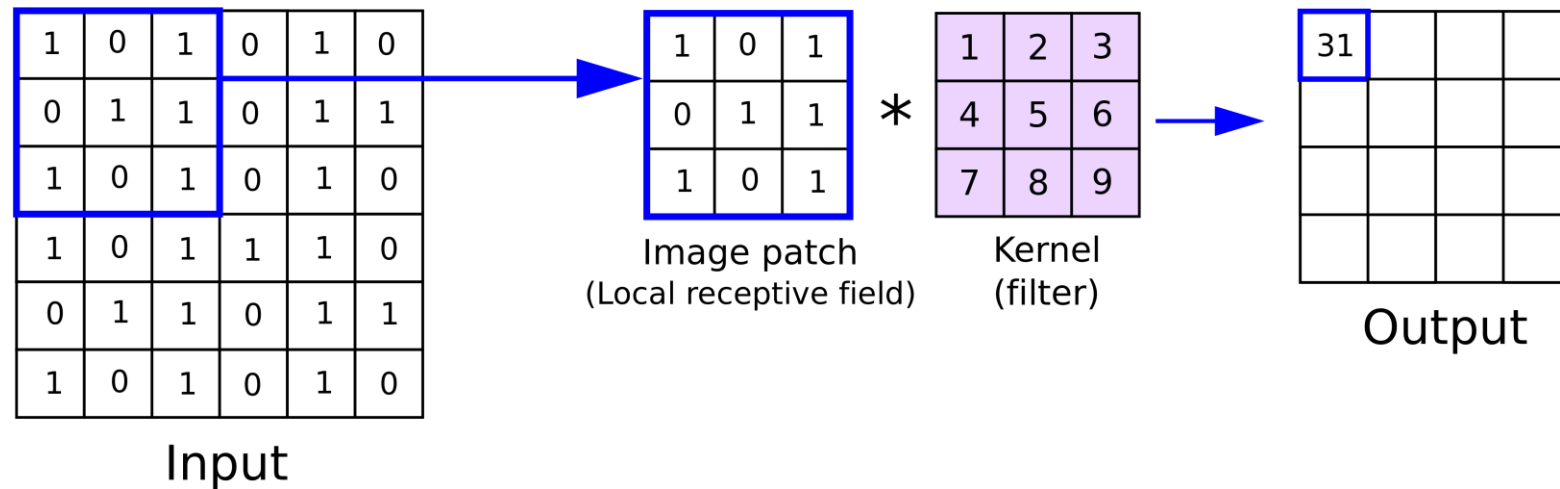 1 0 1 0 1 0
0 1 1 0 1 1
1 0 1 0 1 0
1 0 1 1 1 0
0 1 1 0 1 1
1 0 1 0 1 0
Input
1 0 1
0 1 1
1 0 1
Image patch
(Local receptive field)
*
1 2 3
4 5 6
7 8 9
Kernel
(filter)
31
Output